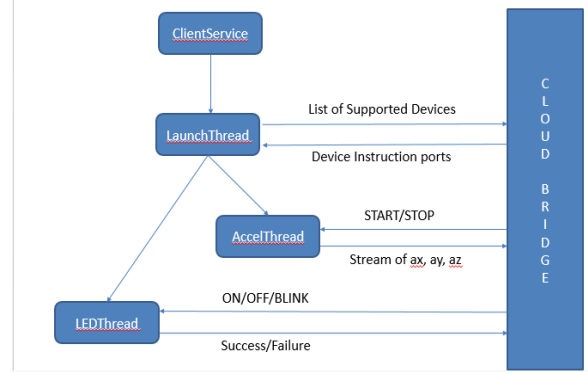 ClientService
LaunchThread
List of Supported Devices
Device Instruction ports
AccelThread
START/STOP
Stream of ax, ay, az
LEDThread
ON/OFF/BLINK
Success/Failure
C
L
O
U
D
B
R
I
D
G
E